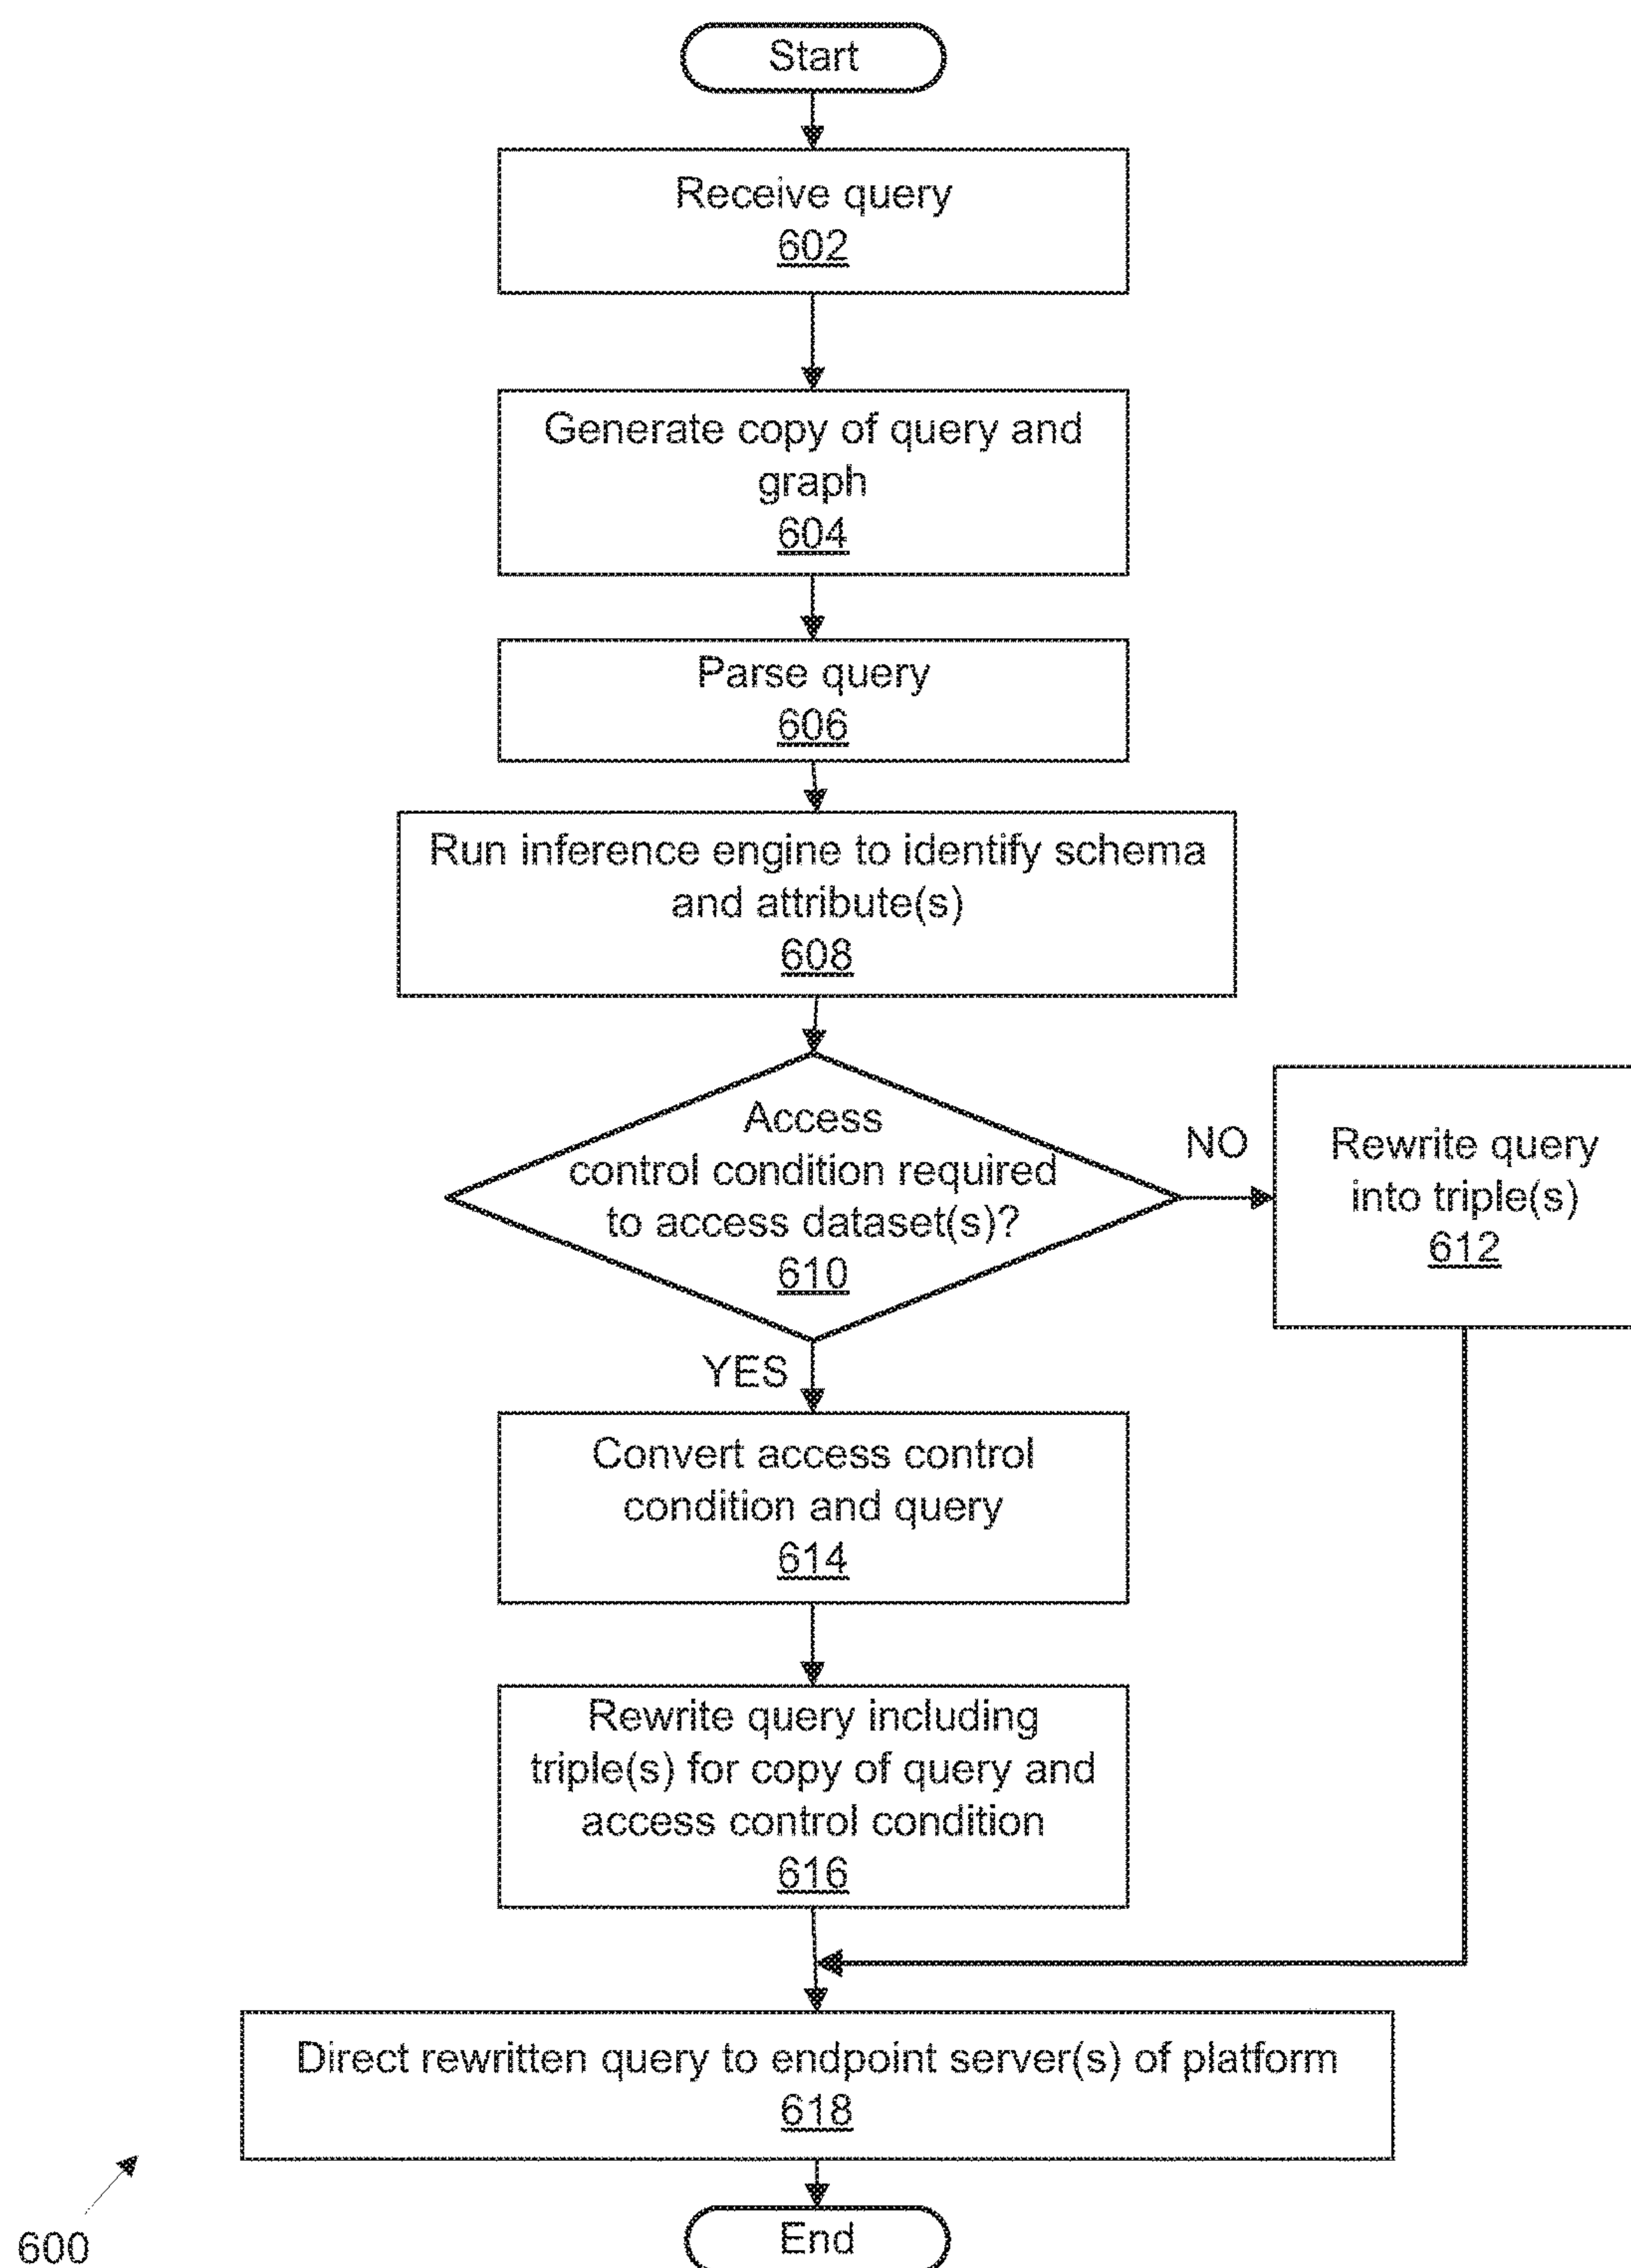 Start
Receive query
602
Generate copy of query and
graph
604
Parse query
606
Run inference engine to identify schema
and attribute(s)
608
Access
control condition required
to access dataset(s)?
610
NO
Rewrite query
into triple(s)
612
YES
Convert access control
condition and query
614
Rewrite query including
triple(s) for copy of query and
access control condition
616
Direct rewritten query to endpoint server(s) of platform
618
End
600